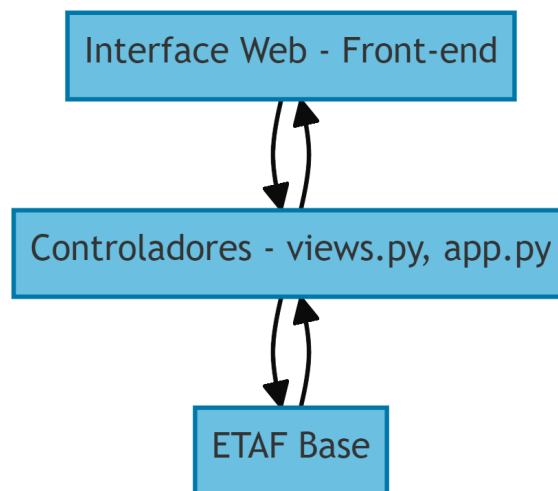 Interface Web - Front-end
Controladores - views.py, app.py
ETAF Base